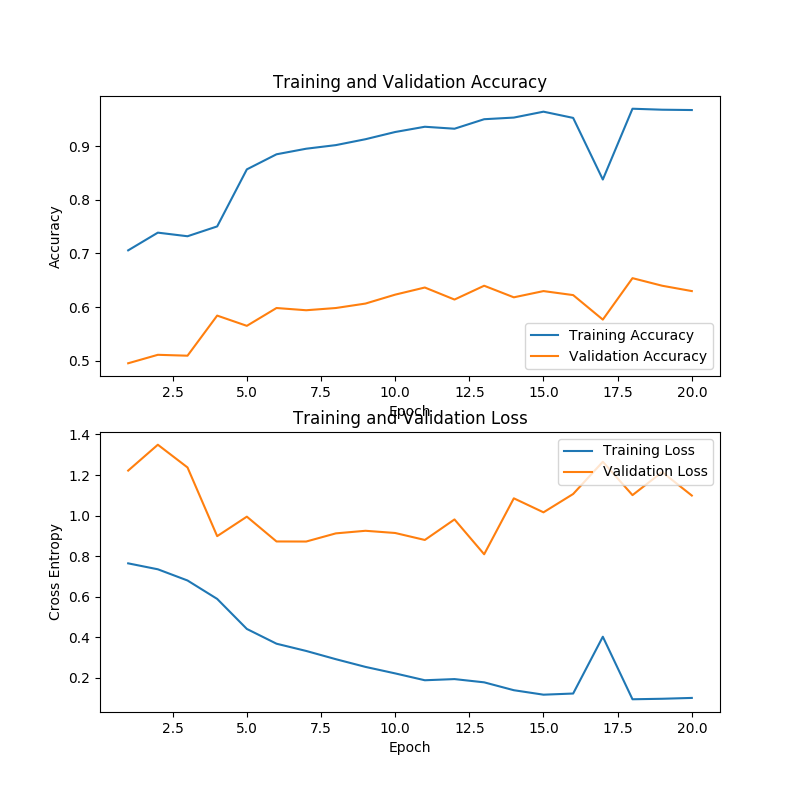 Training and Validation Accuracy
Accuracy
0.9
0.8
0.7
0.6
0.5
Training Accuracy
Validation Accuracy
2.5 5.0 7.5 10.0 12.5 15.0 17.5 20.0
Epoch
Training and Validation Loss
Cross Entropy
1.4
1.2
1.0
0.8
0.6
0.4
0.2
Training Loss
Validation Loss
2.5 5.0 7.5 10.0 12.5 15.0 17.5 20.0
Epoch